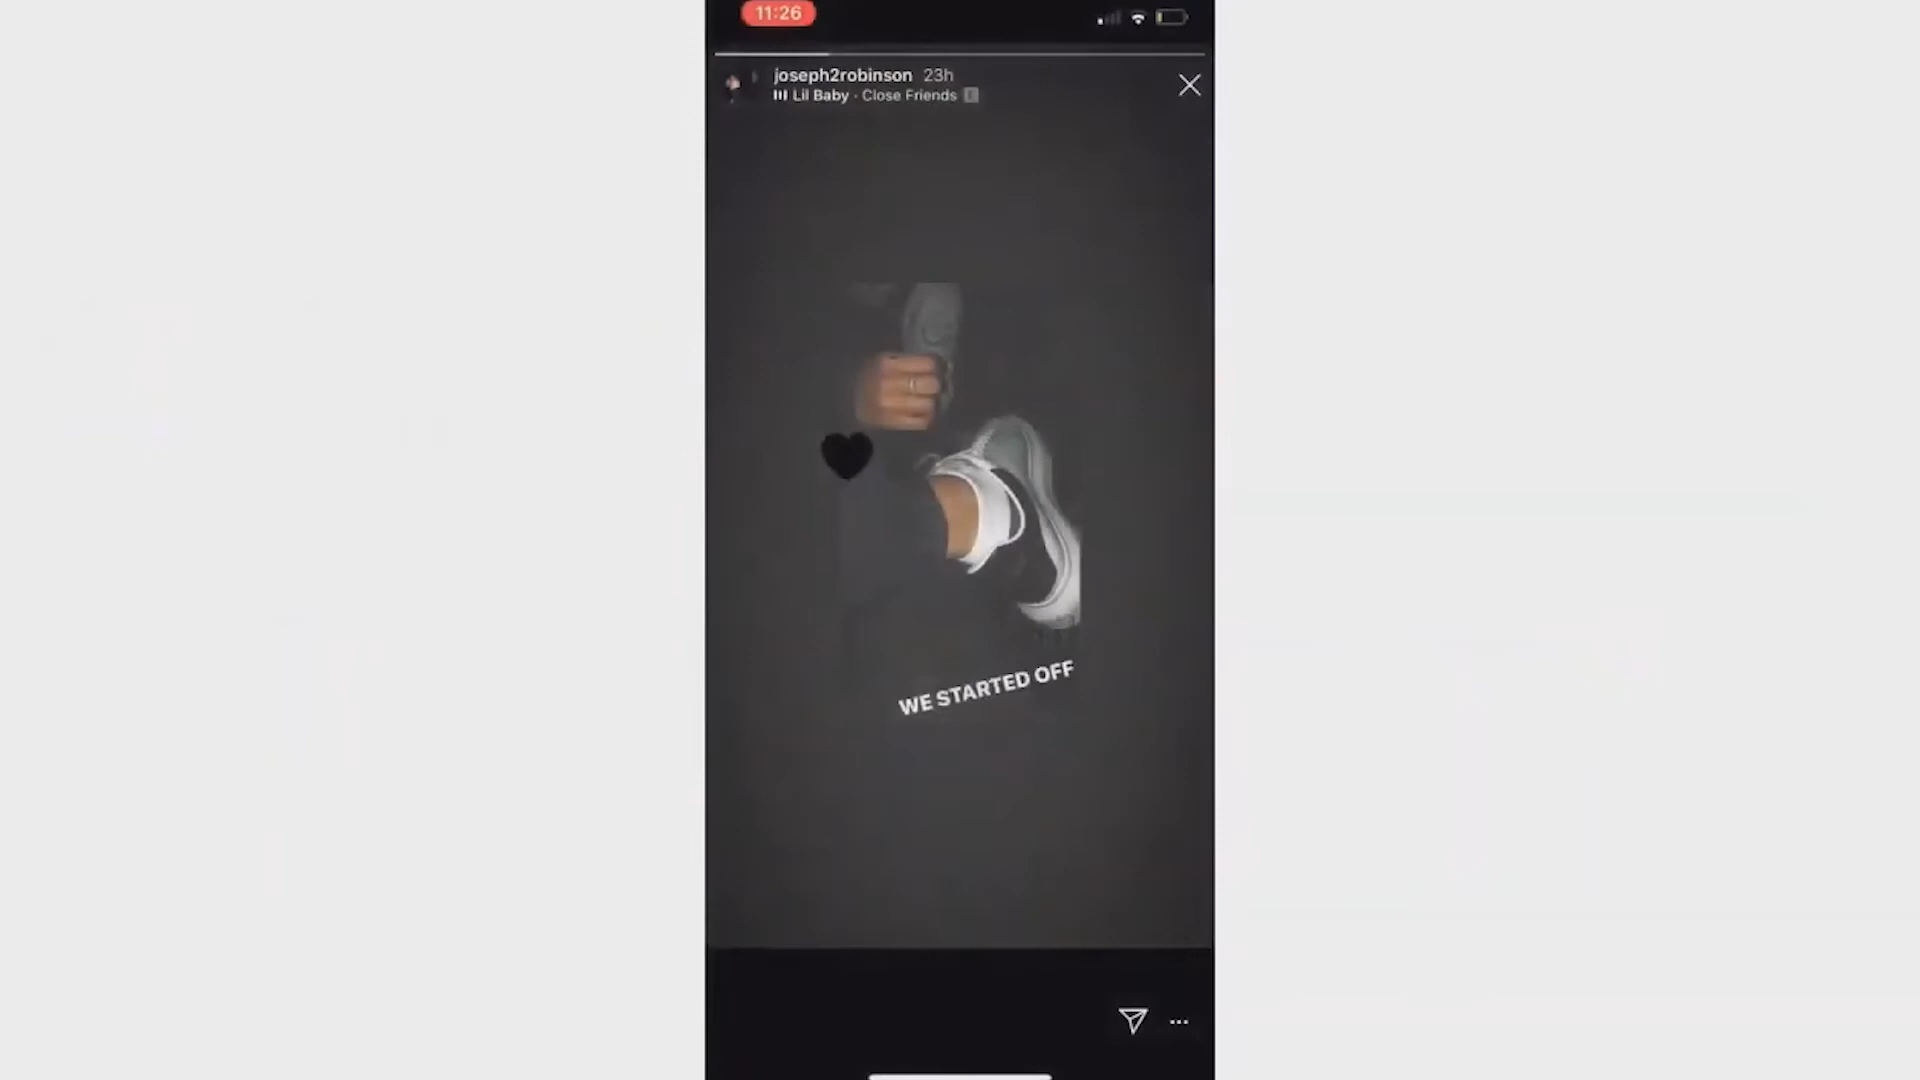 11:26
joseph2robinson 23h
Lil Baby · Close Friends E
WE STARTED OFF